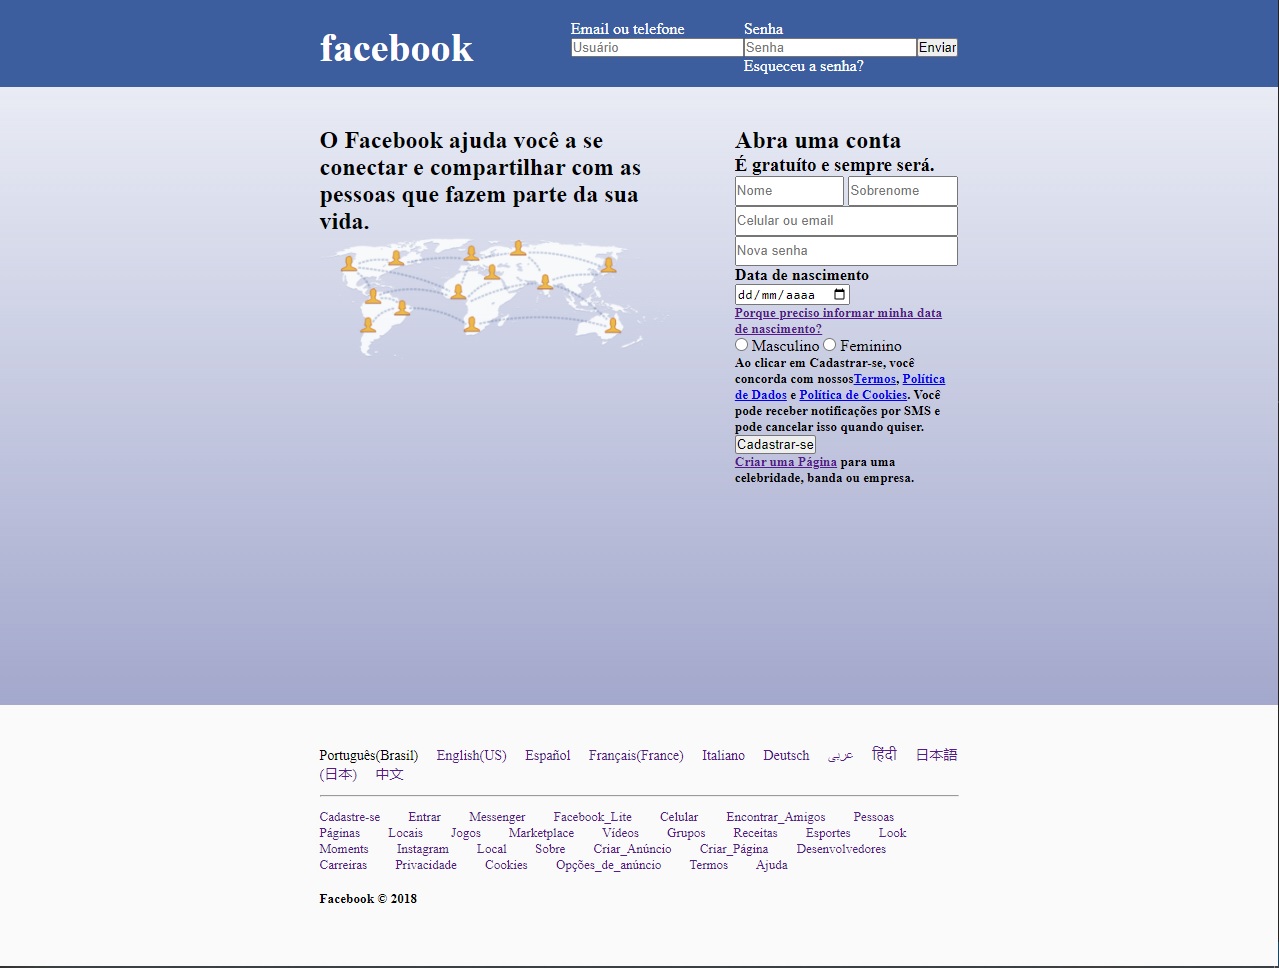 facebook
Email ou telefone Senha
Usuário Senha Enviar
Esqueceu a senha?
O Facebook ajuda você a se
conectar e compartilhar com as
pessoas que fazem parte da sua
vida.
Abra uma conta
É gratuíto e sempre será.
Nome Sobrenome
Celular ou email
Nova senha
Data de nascimento
dd/mm/aaaa
Porque preciso informar minha data
de nascimento?
Masculino Feminino
Ao clicar em Cadastrar-se, você
concorda com nossosTermos, Política
de Dados e Política de Cookies. Você
pode receber notificações por SMS e
pode cancelar isso quando quiser.
Cadastrar-se
Criar uma Página para uma
celebridade, banda ou empresa.
Português(Brasil) English(US) Español Français(France) Italiano Deutsch عربى हिंदी 日本語
(日本) 中文
Cadastre-se Entrar Messenger Facebook_Lite Celular Encontrar_Amigos Pessoas
Páginas Locais Jogos Marketplace Vídeos Grupos Receitas Esportes Look
Moments Instagram Local Sobre Criar_Anúncio Criar_Página Desenvolvedores
Carreiras Privacidade Cookies Opções_de_anúncio Termos Ajuda
Facebook © 2018